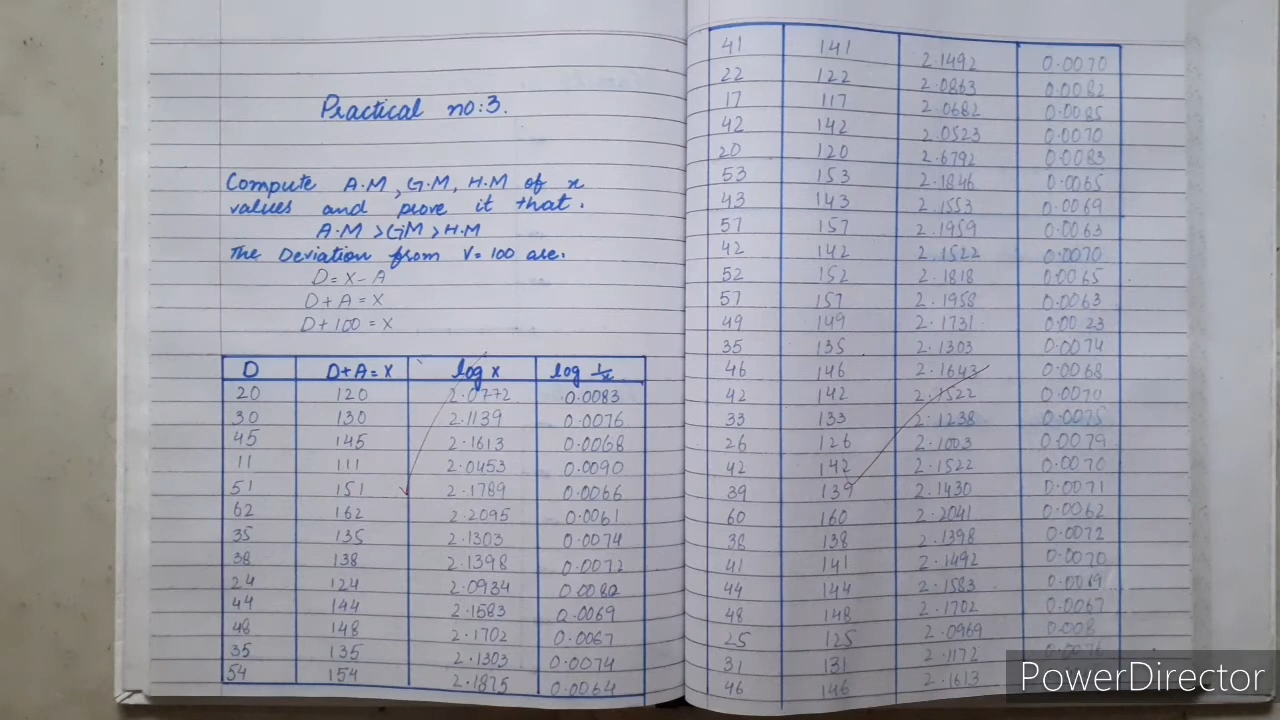 Practical no:3.
Compute A.M, G.M, H.M of x
values and prove it that.
A.M > GM > H.M
The Deviation from V= 100 are.
D= X - A
D + A = X
D + 100 = X
D D+A = X log x log 1/x
20 120 2.0772 0.0083
30 130 2.1139 0.0076
45 145 2.1613 0.0068
11 111 2.0453 0.0090
51 151 2.1789 0.0066
62 162 2.2095 0.0061
35 135 2.1303 0.0074
38 138 2.1398 0.0072
24 124 2.0934 0.0080
44 144 2.1583 0.0069
48 148 2.1702 0.0067
35 135 2.1303 0.0074
54 154 2.1875 0.0064
41 141 2.1492 0.0070
22 122 2.0863 0.0082
17 117 2.0682 0.0085
42 142 2.0523 0.0070
20 120 2.6792 0.0083
53 153 2.1846 0.0065
43 143 2.1553 0.0069
57 157 2.1959 0.0063
42 142 2.1522 0.0070
52 152 2.1818 0.0065
57 157 2.1958 0.0063
49 149 2.1731 0.0023
35 135 2.1303 0.0074
46 146 2.1643 0.0068
42 142 2.1522 0.0070
33 133 2.1238 0.0075
26 126 2.1003 0.0079
42 142 2.1522 0.0070
39 139 2.1430 0.0071
60 160 2.2041 0.0062
38 138 2.1398 0.0072
41 141 2.1492 0.0070
44 144 2.1583 0.0069
48 148 2.1702 0.0067
25 125 2.0969 0.008
31 131 2.1172 0.0076
46 146 2.1613
PowerDirector